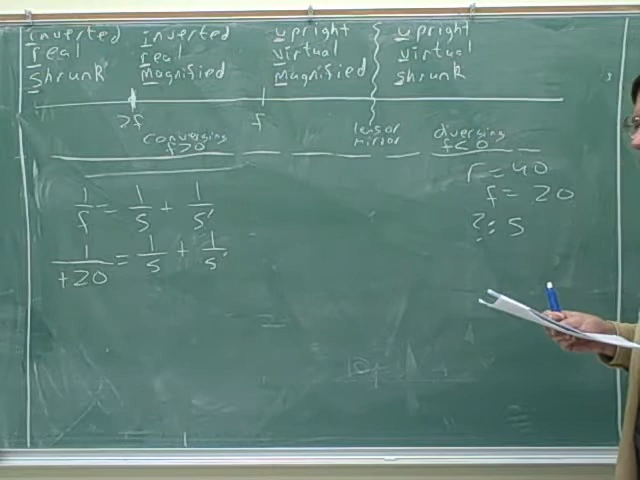 inverted
real
shrunk
inverted
real
magnified
upright
virtual
magnified
upright
virtual
shrunk
2f
f
converging
f>0
lens or
mirror
diverging
f<0
1/f = 1/s + 1/s'
1/+20 = 1/s + 1/s'
r=40
f=20
?: s